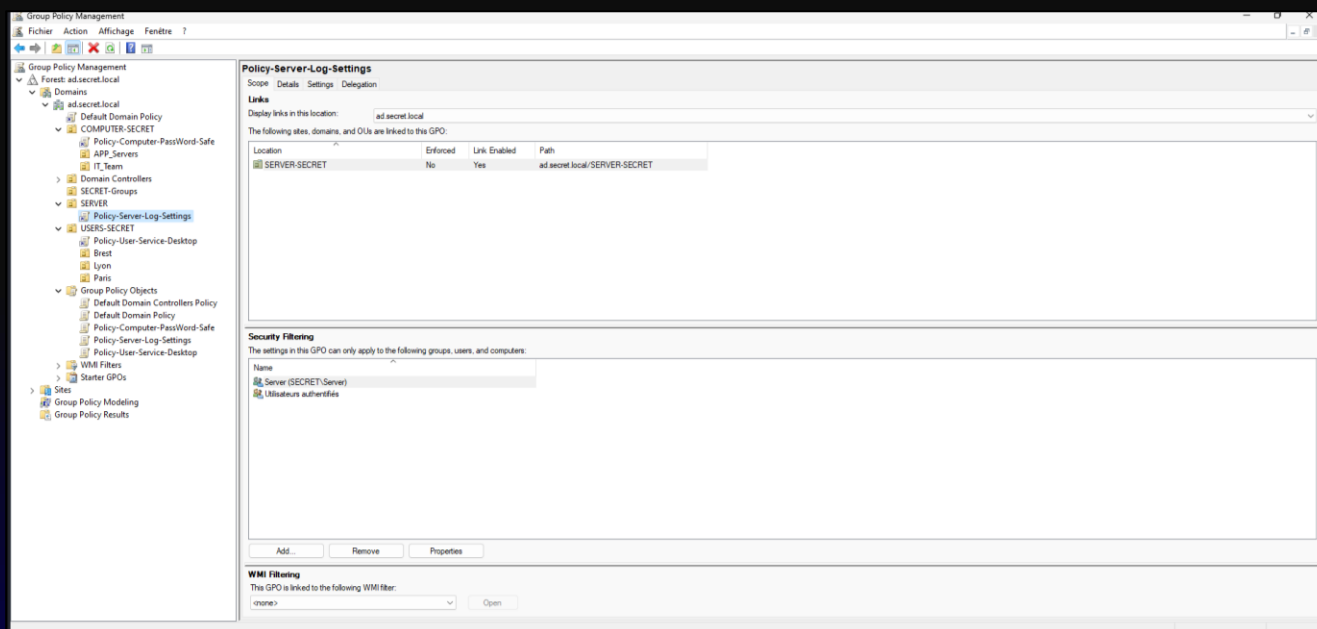 Group Policy Management
Fichier Action Affichage Fenêtre ?
Group Policy Management
Forest: ad.secret.local
Domains
ad.secret.local
Default Domain Policy
COMPUTER-SECRET
Policy-Computer-PassWord-Safe
APP_Servers
IT_Team
Domain Controllers
SECRET-Groups
SERVER
Policy-Server-Log-Settings
USERS-SECRET
Policy-User-Service-Desktop
Brest
Lyon
Paris
Group Policy Objects
Default Domain Controllers Policy
Default Domain Policy
Policy-Computer-PassWord-Safe
Policy-Server-Log-Settings
Policy-User-Service-Desktop
WMI Filters
Starter GPOs
Sites
Group Policy Modeling
Group Policy Results
Policy-Server-Log-Settings
Scope Details Settings Delegation
Links
Display links in this location: ad.secret.local
The following sites, domains, and OUs are linked to this GPO:
Location Enforced Link Enabled Path
SERVER-SECRET No Yes ad.secret.local/SERVER-SECRET
Security Filtering
The settings in this GPO can only apply to the following groups, users, and computers:
Name
Server (SECRET\Server)
Utilisateurs authentifiés
Add... Remove Properties
WMI Filtering
This GPO is linked to the following WMI filter:
<none> Open